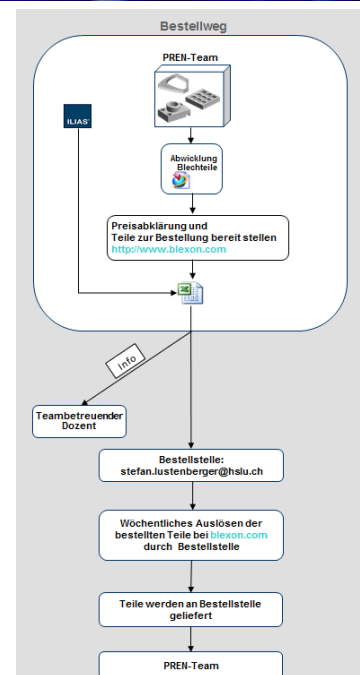 Bestellweg
PREN-Team
ILIAS
Abwicklung
Blechteile
Preisabklärung und
Teile zur Bestellung bereit stellen
http://www.blexon.com
Info
Teambetreuender
Dozent
Bestellstelle:
stefan.lustenberger@hslu.ch
Wöchentliches Auslösen der
bestellten Teile bei blexon.com
durch Bestellstelle
Teile werden an Bestellstelle
geliefert
PREN-Team